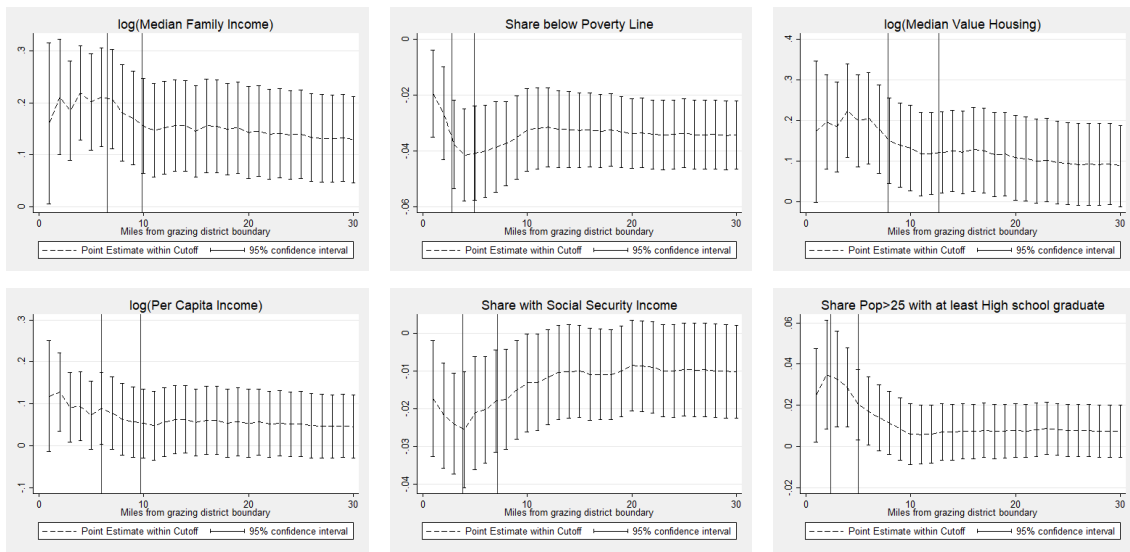 log(Median Family Income)
.3
.2
.1
0
0
10
20
30
Miles from grazing district boundary
Point Estimate within Cutoff
95% confidence interval
Share below Poverty Line
0
-.02
-.04
-.06
0
10
20
30
Miles from grazing district boundary
Point Estimate within Cutoff
95% confidence interval
log(Median Value Housing)
.4
.3
.2
.1
0
0
10
20
30
Miles from grazing district boundary
Point Estimate within Cutoff
95% confidence interval
log(Per Capita Income)
.3
.2
.1
0
-.1
0
10
20
30
Miles from grazing district boundary
Point Estimate within Cutoff
95% confidence interval
Share with Social Security Income
0
-.01
-.02
-.03
-.04
0
10
20
30
Miles from grazing district boundary
Point Estimate within Cutoff
95% confidence interval
Share Pop>25 with at least High school graduate
.06
.04
.02
0
-.02
0
10
20
30
Miles from grazing district boundary
Point Estimate within Cutoff
95% confidence interval